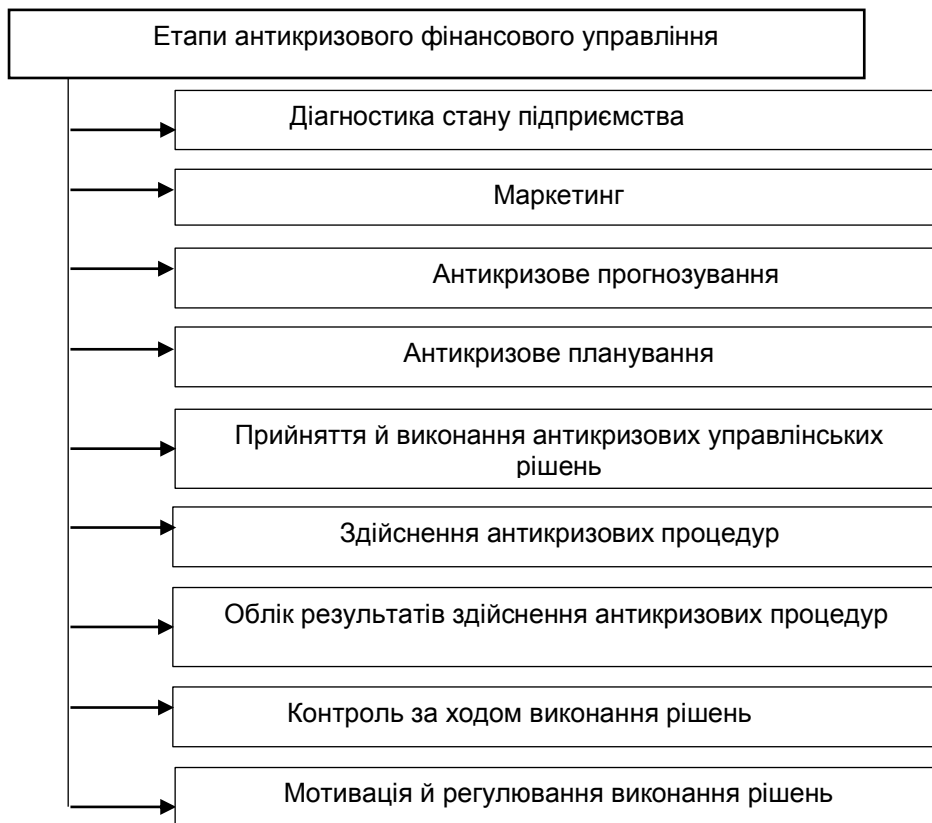 Етапи антикризового фінансового управління
Діагностика стану підприємства
Маркетинг
Антикризове прогнозування
Антикризове планування
Прийняття й виконання антикризових управлінських
рішень
Здійснення антикризових процедур
Облік результатів здійснення антикризових процедур
Контроль за ходом виконання рішень
Мотивація й регулювання виконання рішень